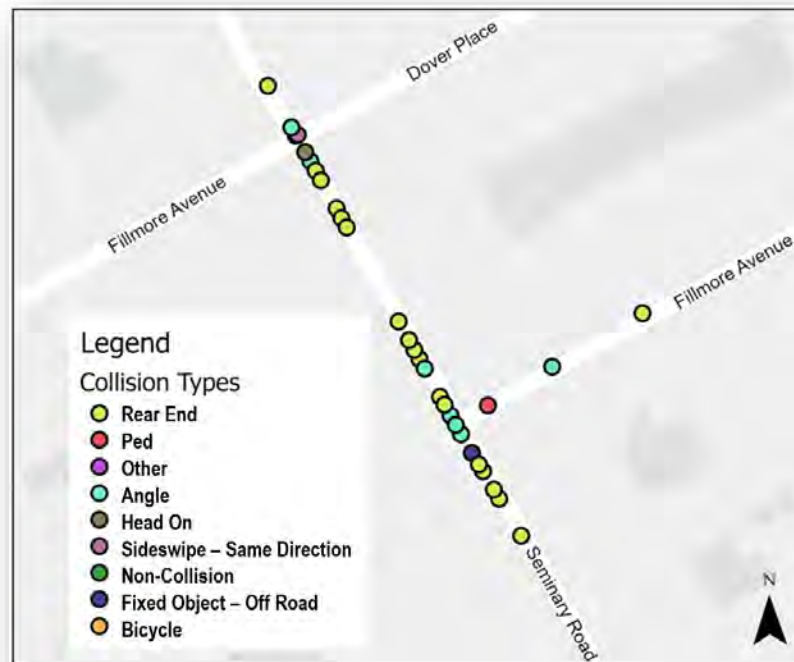 Dover Place
Fillmore Avenue
Fillmore Avenue
Legend
Collision Types
Rear End
Ped
Other
Angle
Head On
Sideswipe – Same Direction
Non-Collision
Fixed Object – Off Road
Bicycle
Seminary Road
N